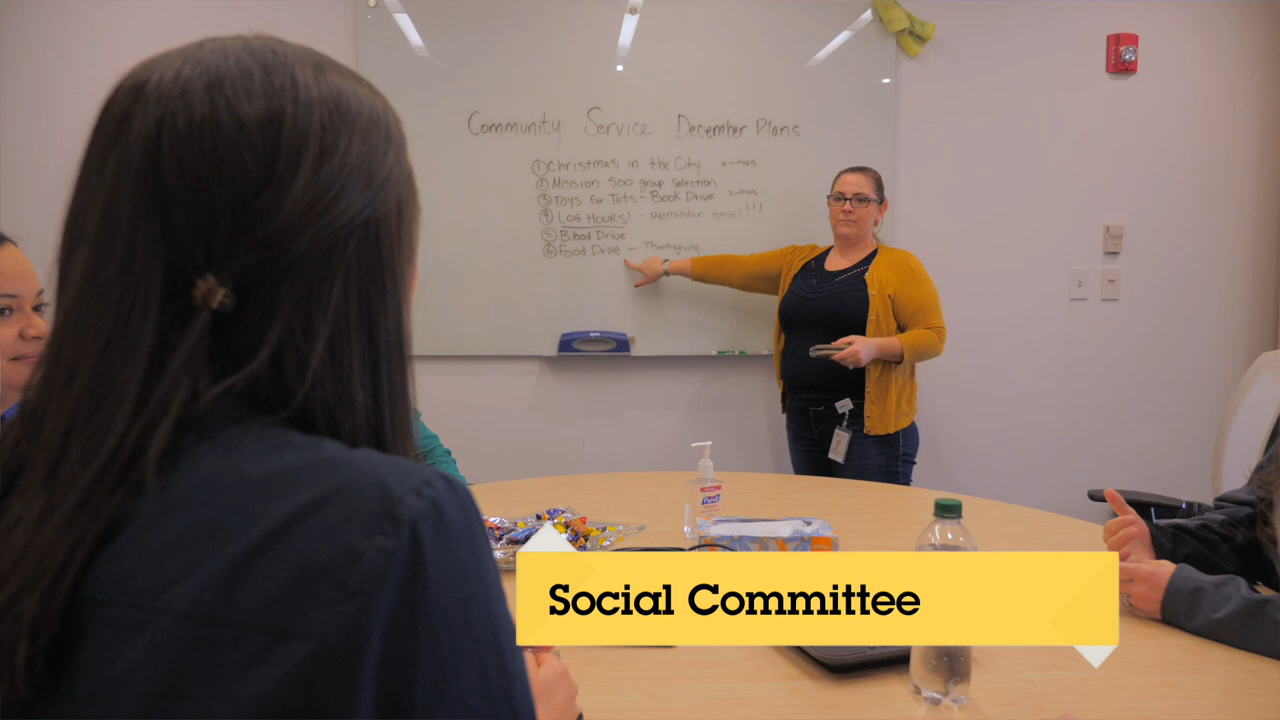 Community Service December Plans
① Christmas in the City x-mas
② Mission 500 group selection
③ TOYS for Tots - Book Drive x-mas
④ LOG HOURS! - Reminder email!!!
⑤ Blood Drive
⑥ Food Drive - Thanksgiving
Purell
Social Committee